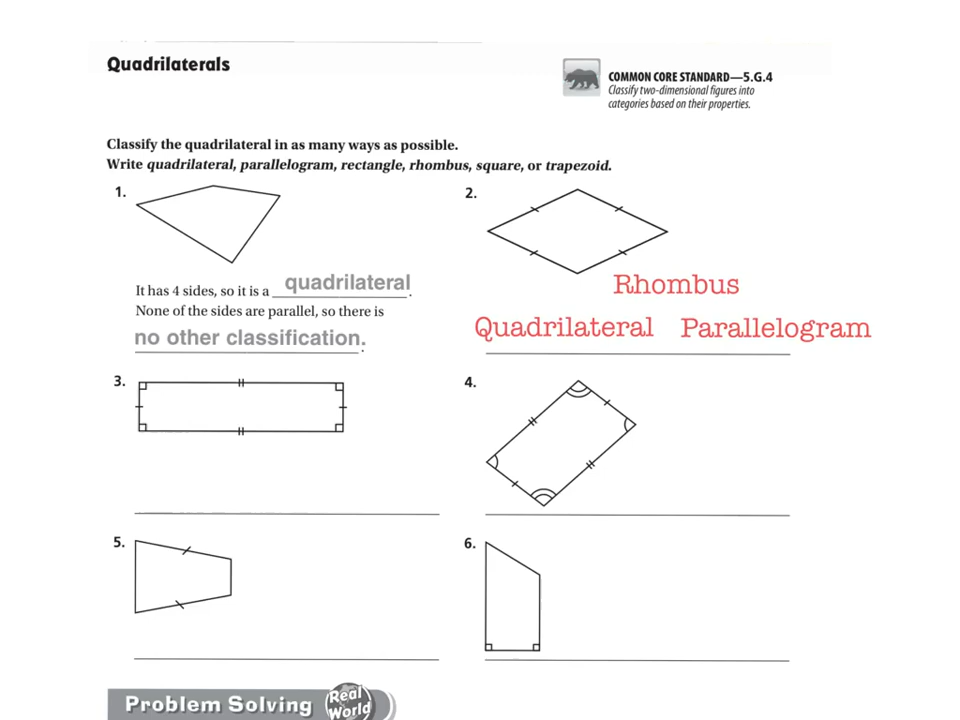 Quadrilaterals
COMMON CORE STANDARD—5.G.4
Classify two-dimensional figures into
categories based on their properties.
Classify the quadrilateral in as many ways as possible.
Write quadrilateral, parallelogram, rectangle, rhombus, square, or trapezoid.
1.
It has 4 sides, so it is a quadrilateral.
None of the sides are parallel, so there is
no other classification.
2.
Rhombus
Quadrilateral Parallelogram
3.
4.
5.
6.
Problem Solving Real World